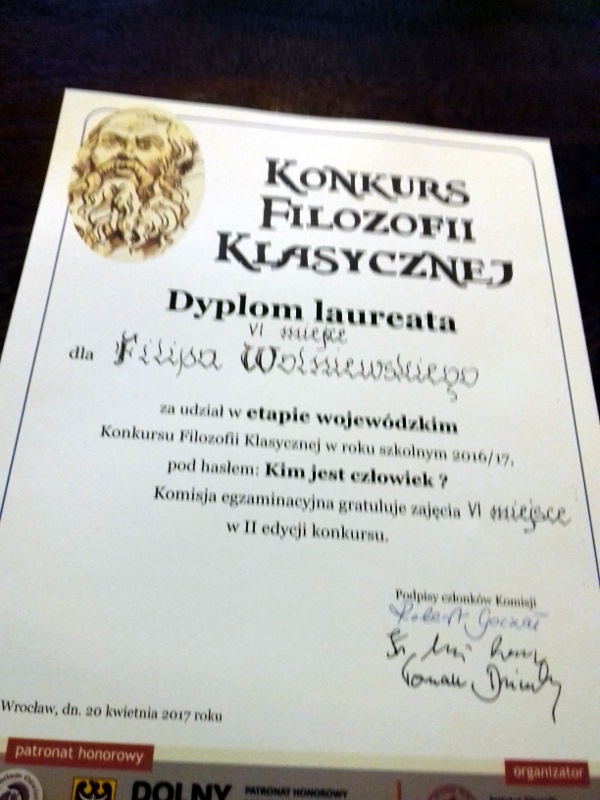 KONKURS
FILOZOFII
KLASYCZNEJ
Dyplom laureata
VI miejsce
dla Filipa Wolniewskiego
za udział w etapie wojewódzkim
Konkursu Filozofii Klasycznej w roku szkolnym 2016/17,
pod hasłem: Kim jest człowiek ?
Komisja egzaminacyjna gratuluje zajęcia VI miejsce
w II edycji konkursu.
Podpisy członków Komisji
Robert
Wrocław, dn. 20 kwietnia 2017 roku
patronat honorowy
organizator
DOLNY
PATRONAT HONOROWY